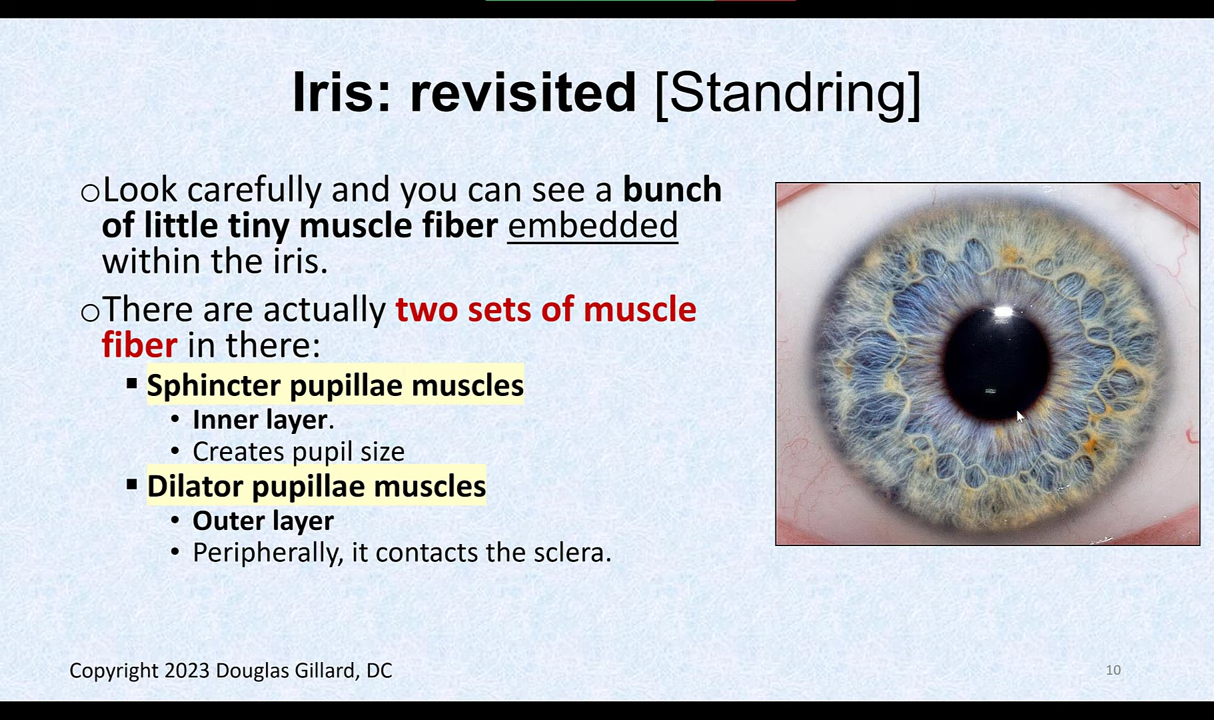 Iris: revisited [Standring]
○Look carefully and you can see a bunch
of little tiny muscle fiber embedded
within the iris.
○There are actually two sets of muscle
fiber in there:
▪ Sphincter pupillae muscles
• Inner layer.
• Creates pupil size
▪ Dilator pupillae muscles
• Outer layer
• Peripherally, it contacts the sclera.
Copyright 2023 Douglas Gillard, DC
10